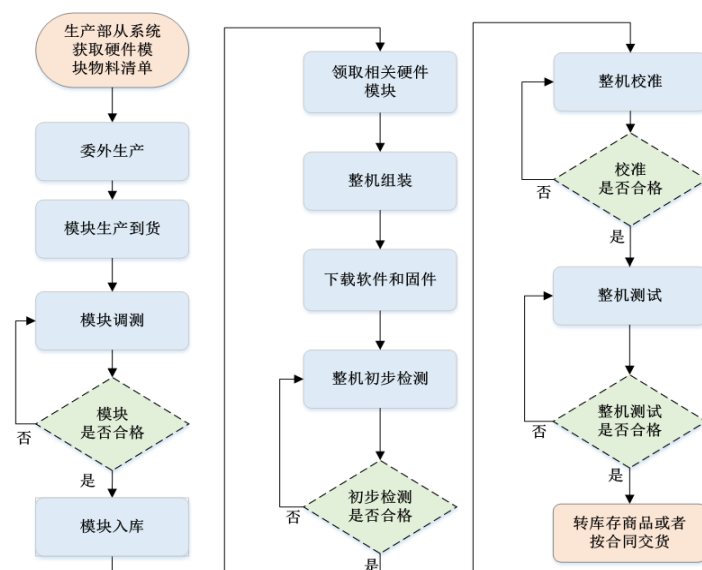 生产部从系统
获取硬件模
块物料清单
委外生产
模块生产到货
模块调测
模块
是否合格
否
是
模块入库
领取相关硬件
模块
整机组装
下载软件和固件
整机初步检测
初步检测
是否合格
否
是
整机校准
校准
是否合格
否
是
整机测试
整机测试
是否合格
否
是
转库存商品或者
按合同交货